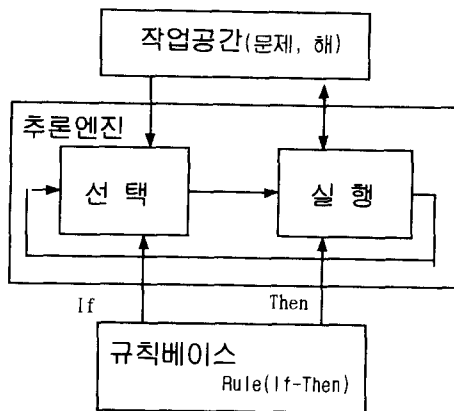 작업공간(문제, 해)
추론엔진
선 택
실 행
If
Then
규칙베이스
Rule(If-Then)